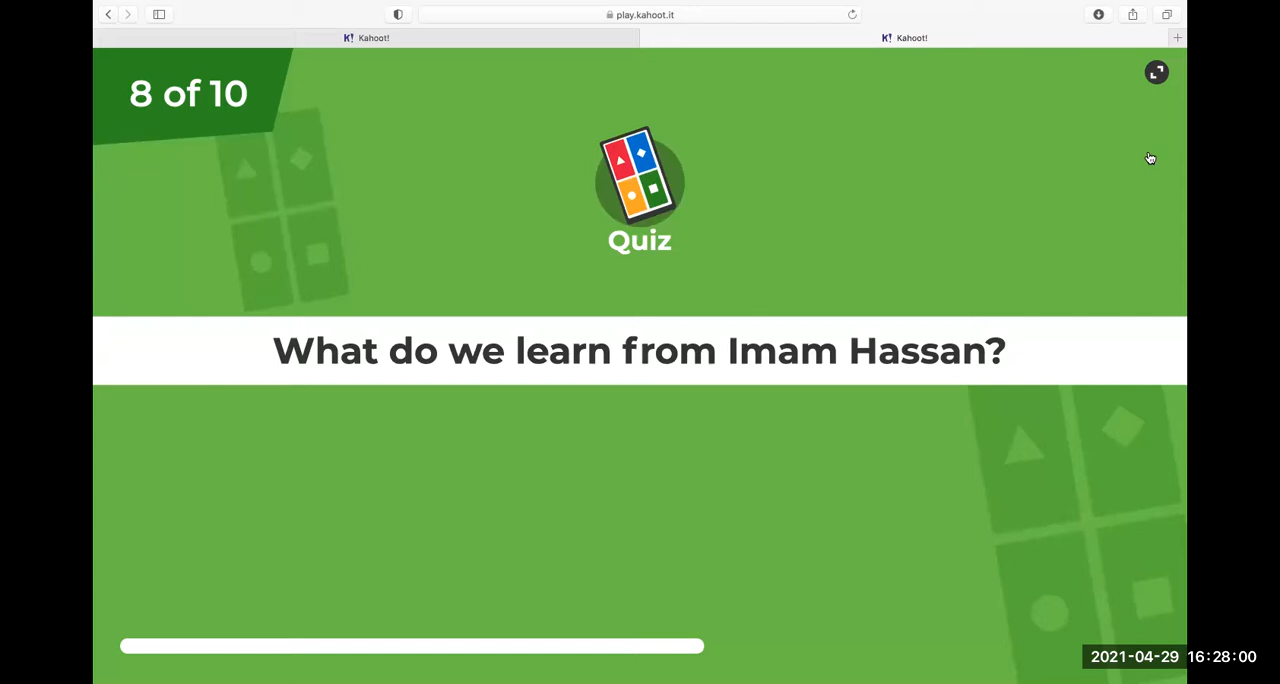 play.kahoot.it
K! Kahoot!
K! Kahoot!
8 of 10
Quiz
What do we learn from Imam Hassan?
2021-04-29 16:28:00